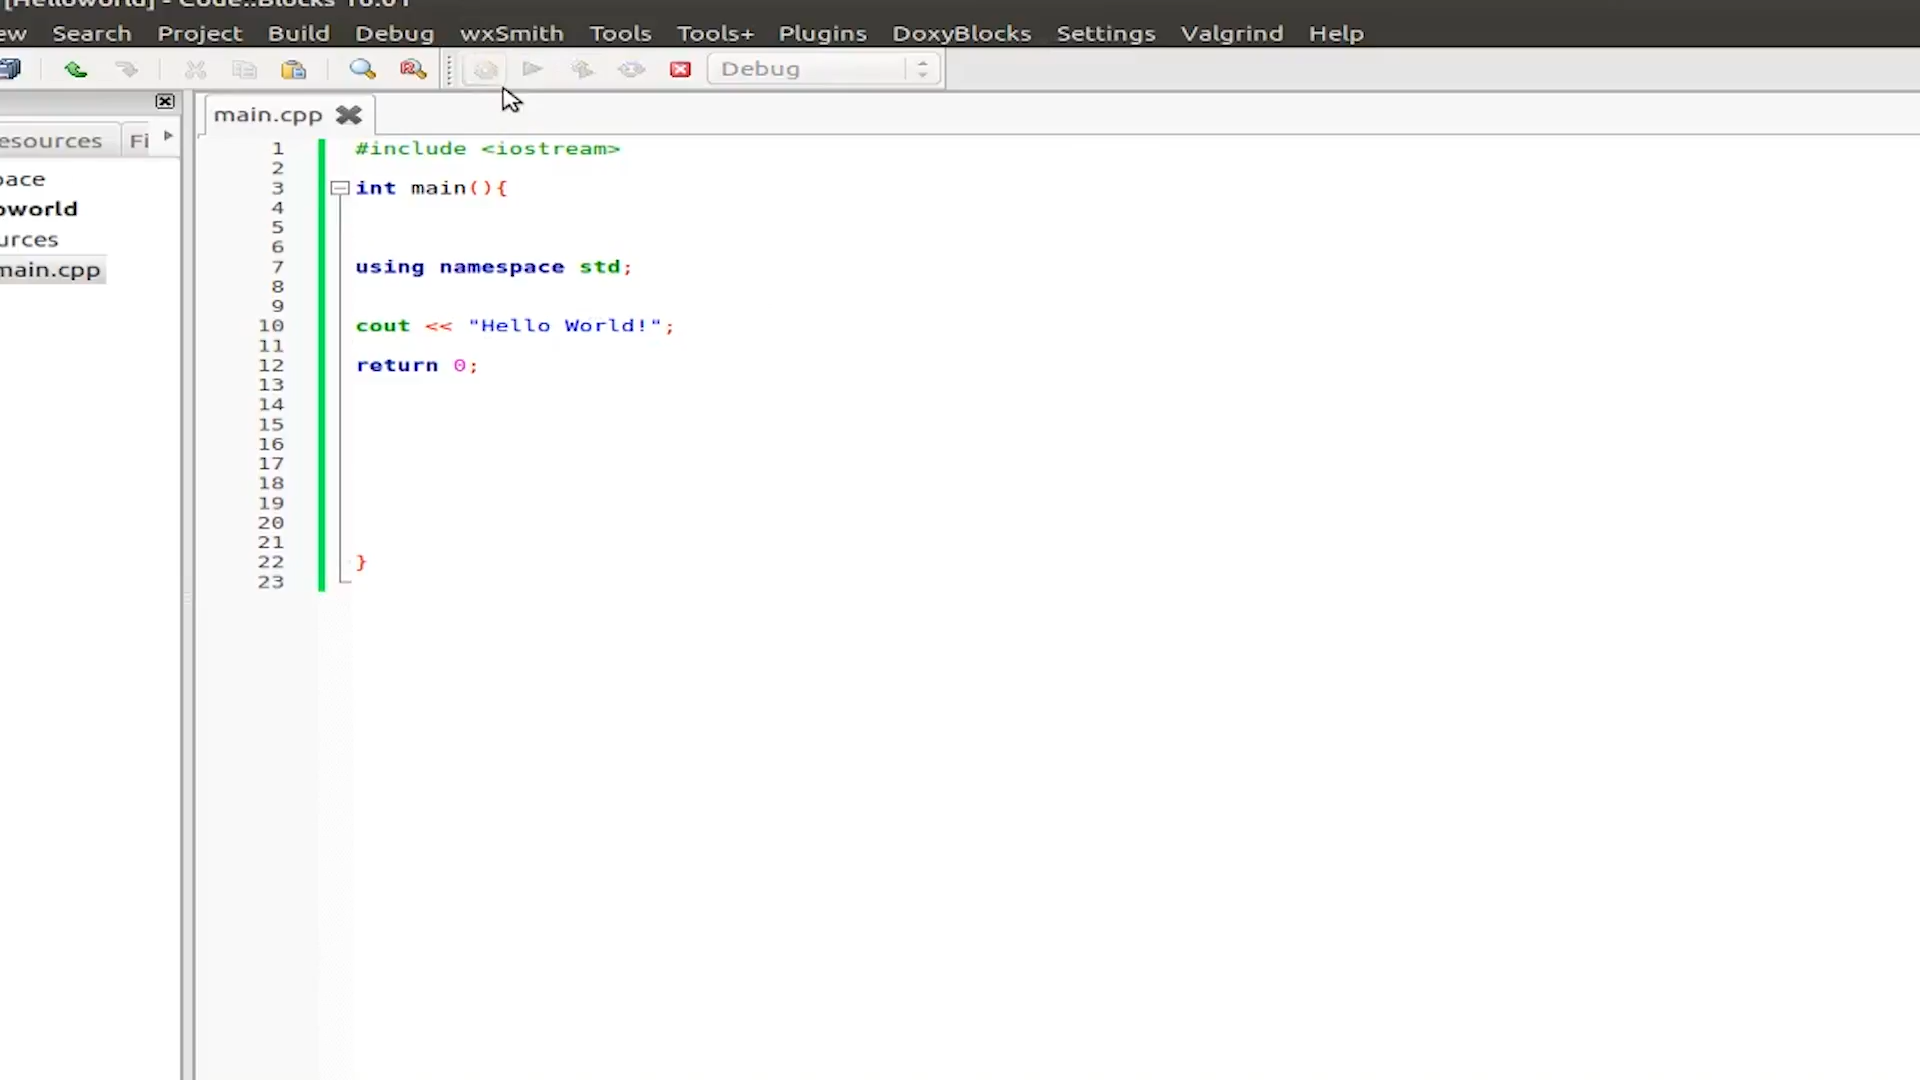 [Helloworld] - Code::Blocks 16.01
Search Project Build Debug wxSmith Tools Tools+ Plugins DoxyBlocks Settings Valgrind Help
Debug
main.cpp
esources Fi
pace
oworld
urces
main.cpp
1 #include <iostream>
2
3 int main(){
4
5
6
7 using namespace std;
8
9
10 cout << "Hello World!";
11
12 return 0;
13
14
15
16
17
18
19
20
21
22 }
23